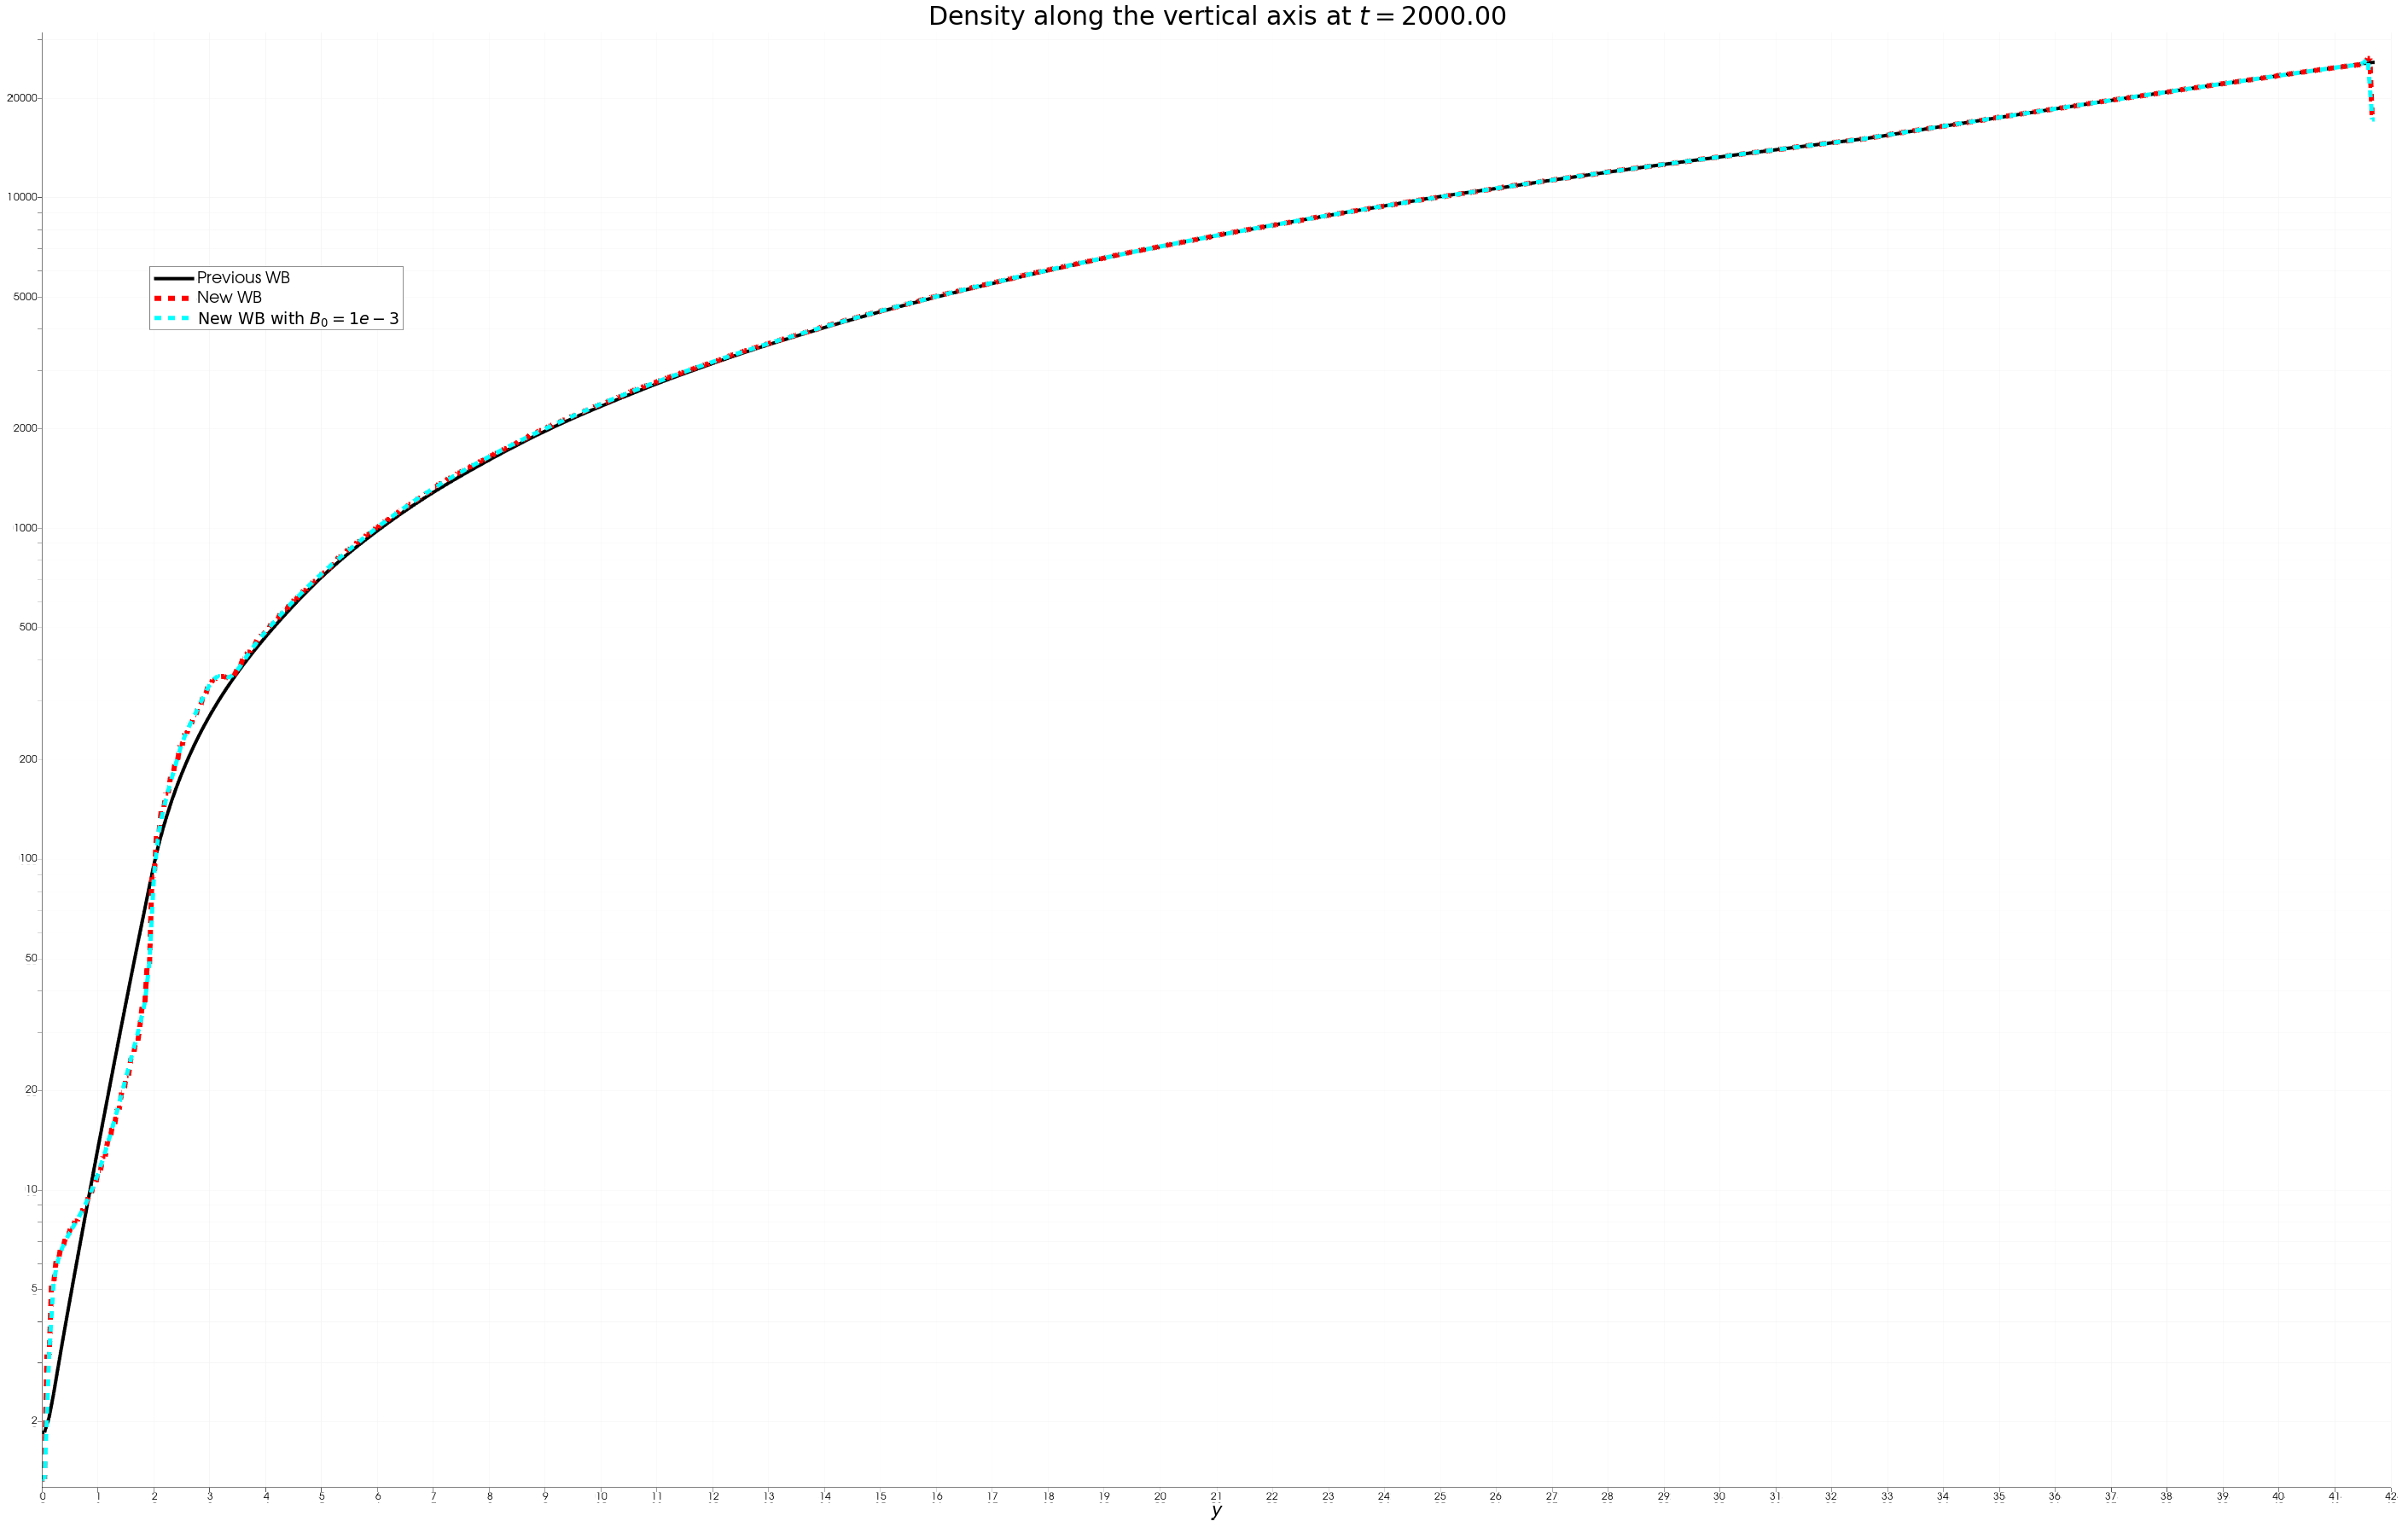 Density along the vertical axis at t = 2000.00
20000
10000
Previous WB
New WB
New WB with B₀ = 1e − 3
5000
2000
1000
500
200
100
50
20
10
5
2
0 1 2 3 4 5 6 7 8 9 10 11 12 13 14 15 16 17 18 19 20 21 22 23 24 25 26 27 28 29 30 31 32 33 34 35 36 37 38 39 40 41 42
y